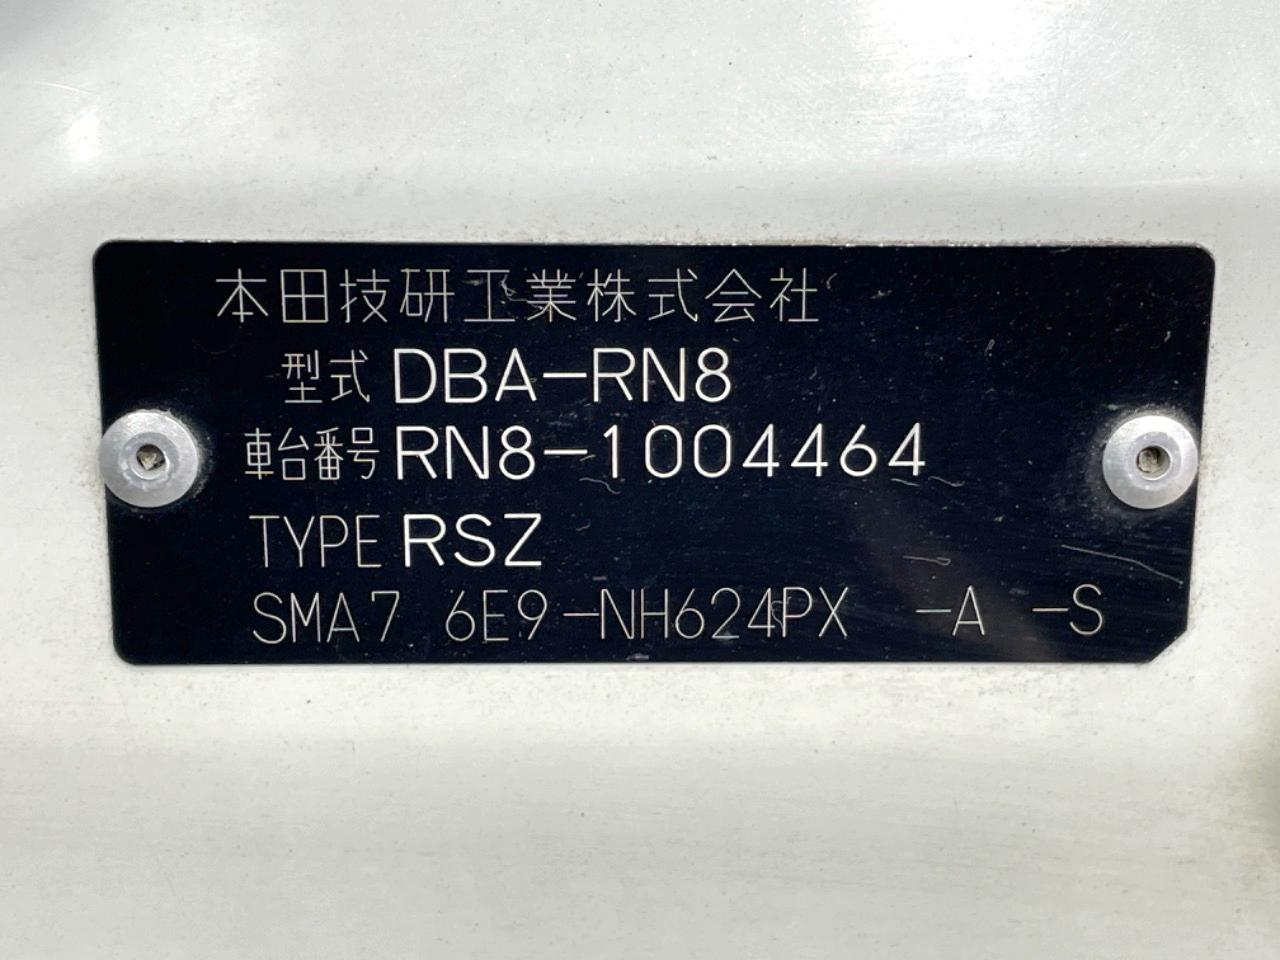 本田技研工業株式会社
型式 DBA-RN8
車台番号 RN8-1004464
TYPE RSZ
SMA7 6E9-NH624PX -A -S